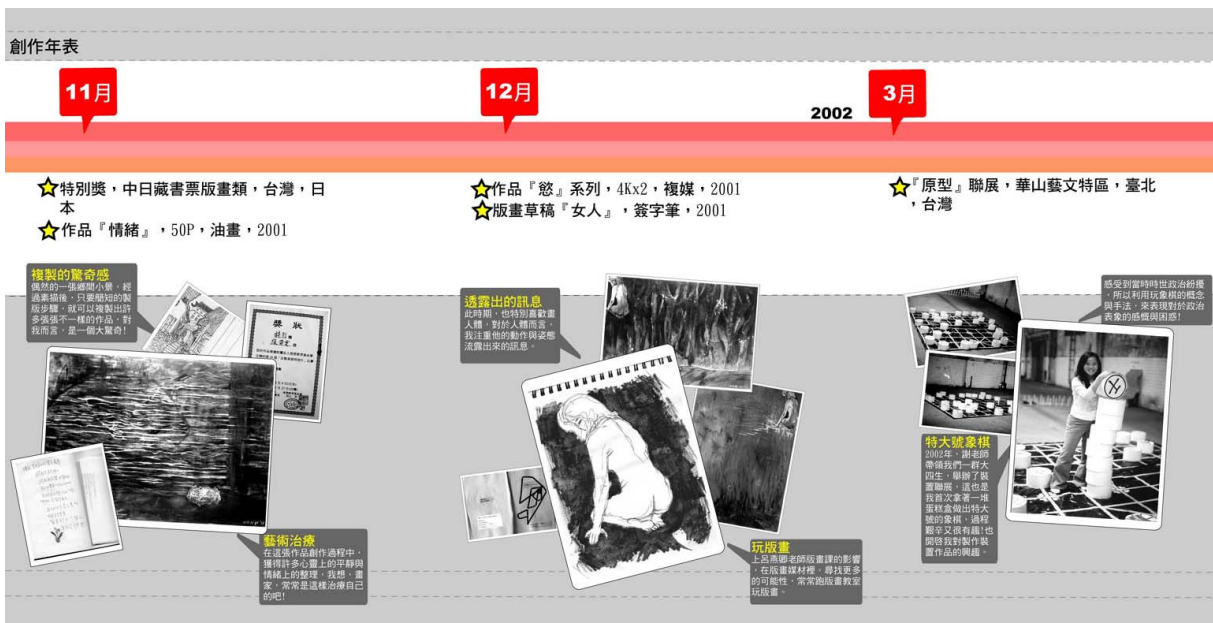 創作年表
11月
12月
2002
3月
特別獎，中日藏書票版畫類，台灣，日
本
作品『情緒』，50P，油畫，2001
作品『慾』系列，4Kx2，複媒，2001
版畫草稿『女人』，簽字筆，2001
『原型』聯展，華山藝文特區，臺北
，台灣
複製的驚奇感
偶然的一張鄉間小景，經
過素描後，只要簡短的製
版步驟，就可以複製出許
多張張不一樣的作品，對
我而言，是一個大驚奇!
獎狀
藝術治療
在這張作品創作過程中，
獲得許多心靈上的平靜與
情緒上的整理，我想，畫
家，常常是這樣治療自己
的吧!
透露出的訊息
此時期，也特別喜歡畫
人體，對於人體而言，
我注重他的動作與姿態
流露出來的訊息。
玩版畫
上呂燕卿老師版畫課的影響
，在版畫媒材裡，尋找更多
的可能性，常常跑版畫教室
玩版畫。
感受到當時時世政治紛擾
，所以利用玩象棋的概念
與手法，來表現對於政治
表象的感慨與困惑!
特大號象棋
2002年，謝老師
帶領我們一群大
四生，舉辦了裝
置聯展，這也是
我首次拿著一堆
蛋糕盒做出特大
號的象棋，過程
艱辛又很有趣!也
開啓我對製作裝
置作品的興趣。